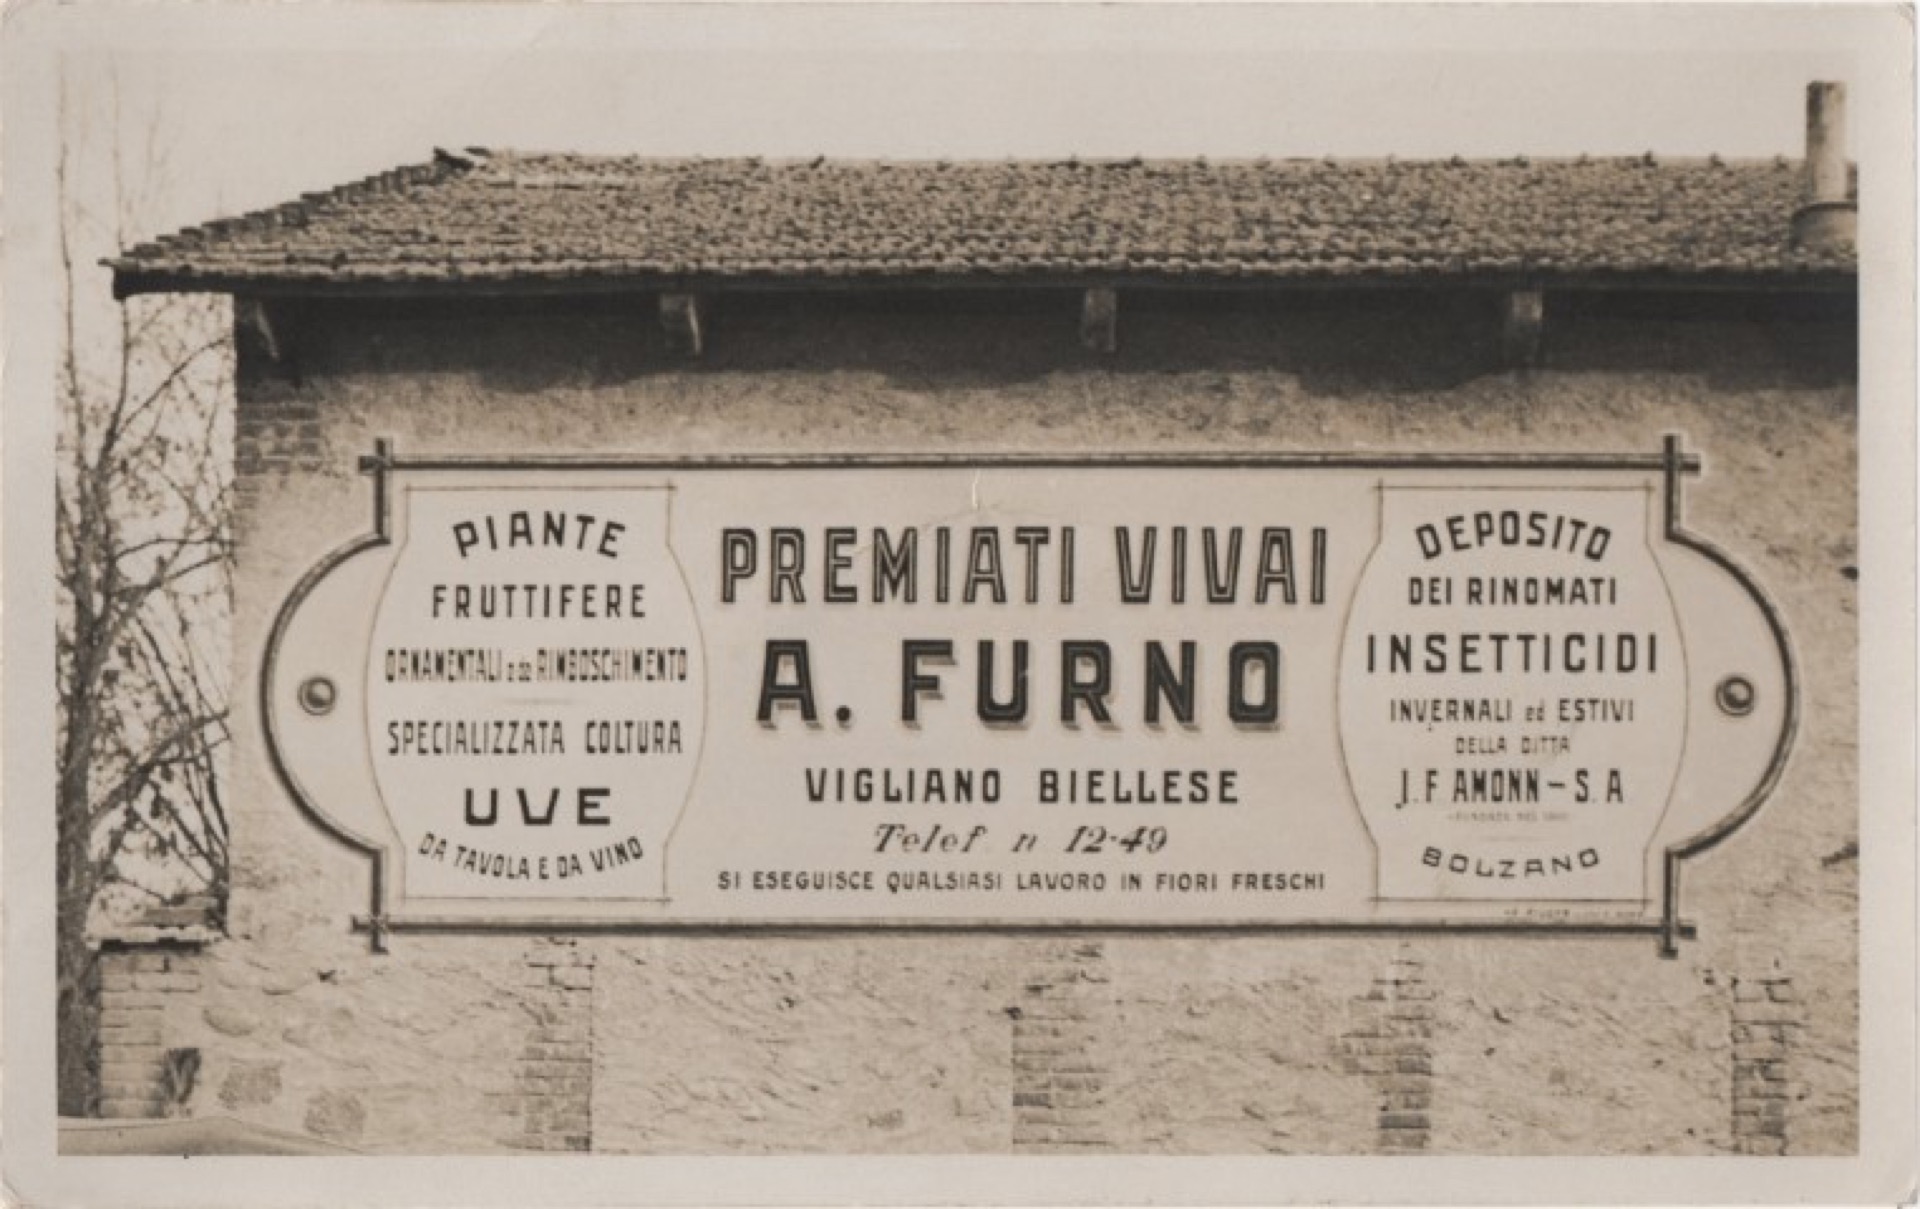 PIANTE
FRUTTIFERE
ORNAMENTALI e da RIMBOSCHIMENTO
SPECIALIZZATA COLTURA
UVE
DA TAVOLA E DA VINO
PREMIATI VIVAI
A. FURNO
VIGLIANO BIELLESE
Telef n 12-49
SI ESEGUISCE QUALSIASI LAVORO IN FIORI FRESCHI
DEPOSITO
DEI RINOMATI
INSETTICIDI
INVERNALI ed ESTIVI
DELLA DITTA
J. F AMONN - S. A
BOLZANO